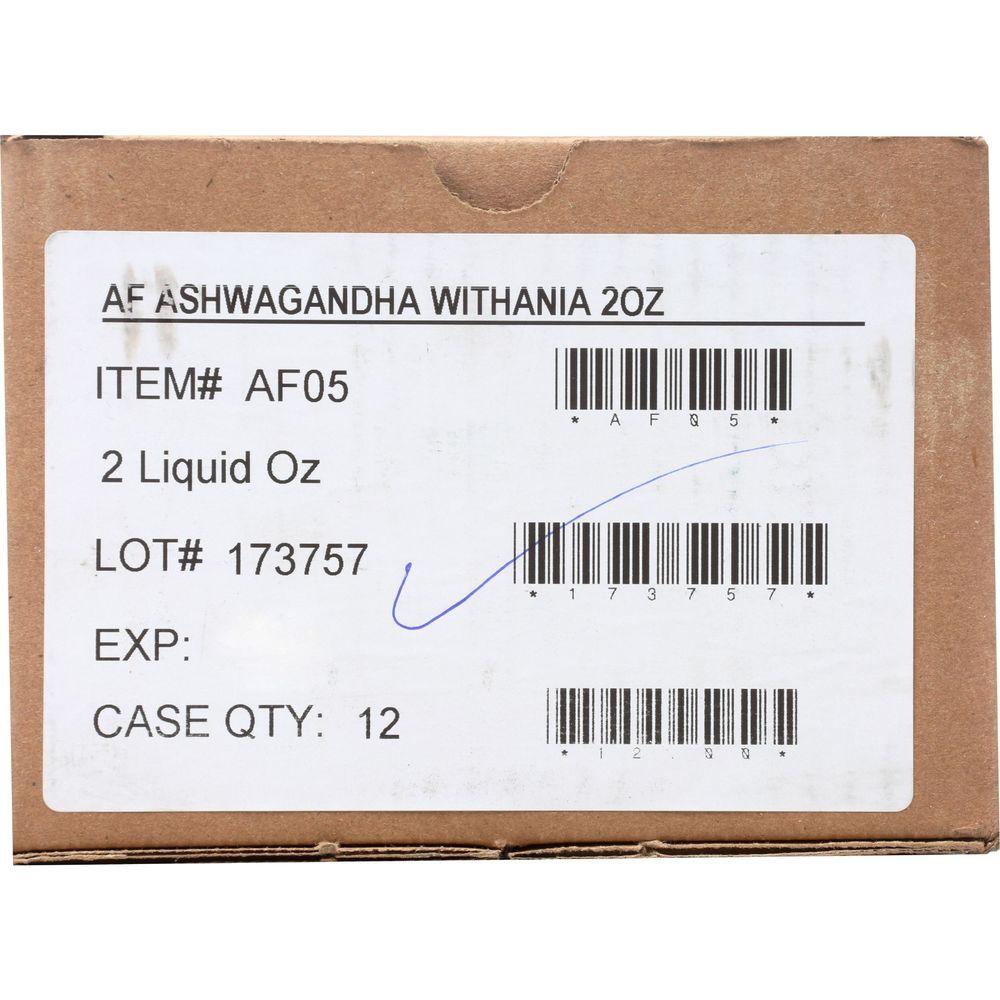 AF ASHWAGANDHA WITHANIA 2OZ
ITEM# AF05
*AF05*
2 Liquid Oz
LOT# 173757
*173757*
EXP:
CASE QTY: 12
*12.00*